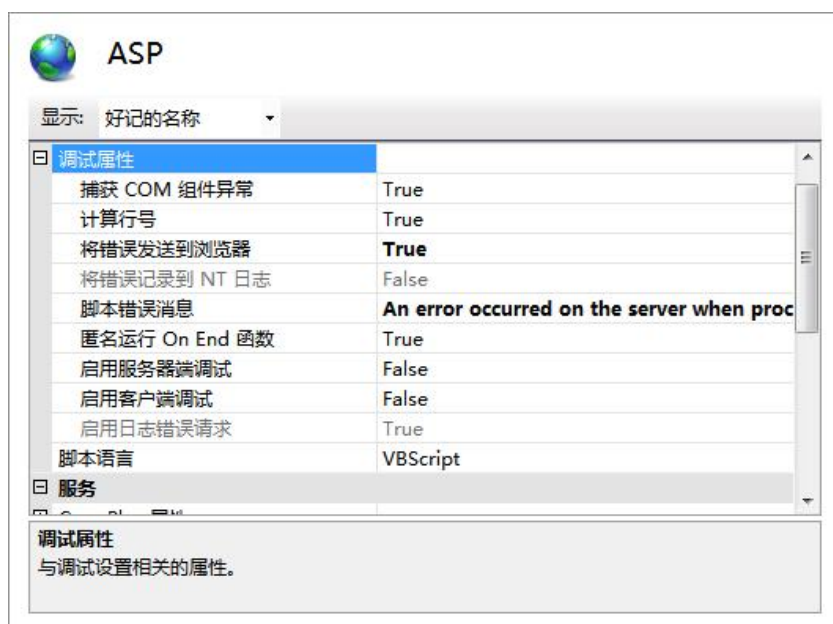 ASP
显示: 好记的名称
调试属性
捕获 COM 组件异常 True
计算行号 True
将错误发送到浏览器 True
将错误记录到 NT 日志 False
脚本错误消息 An error occurred on the server when proc
匿名运行 On End 函数 True
启用服务器端调试 False
启用客户端调试 False
启用日志错误请求 True
脚本语言 VBScript
服务
调试属性
与调试设置相关的属性。